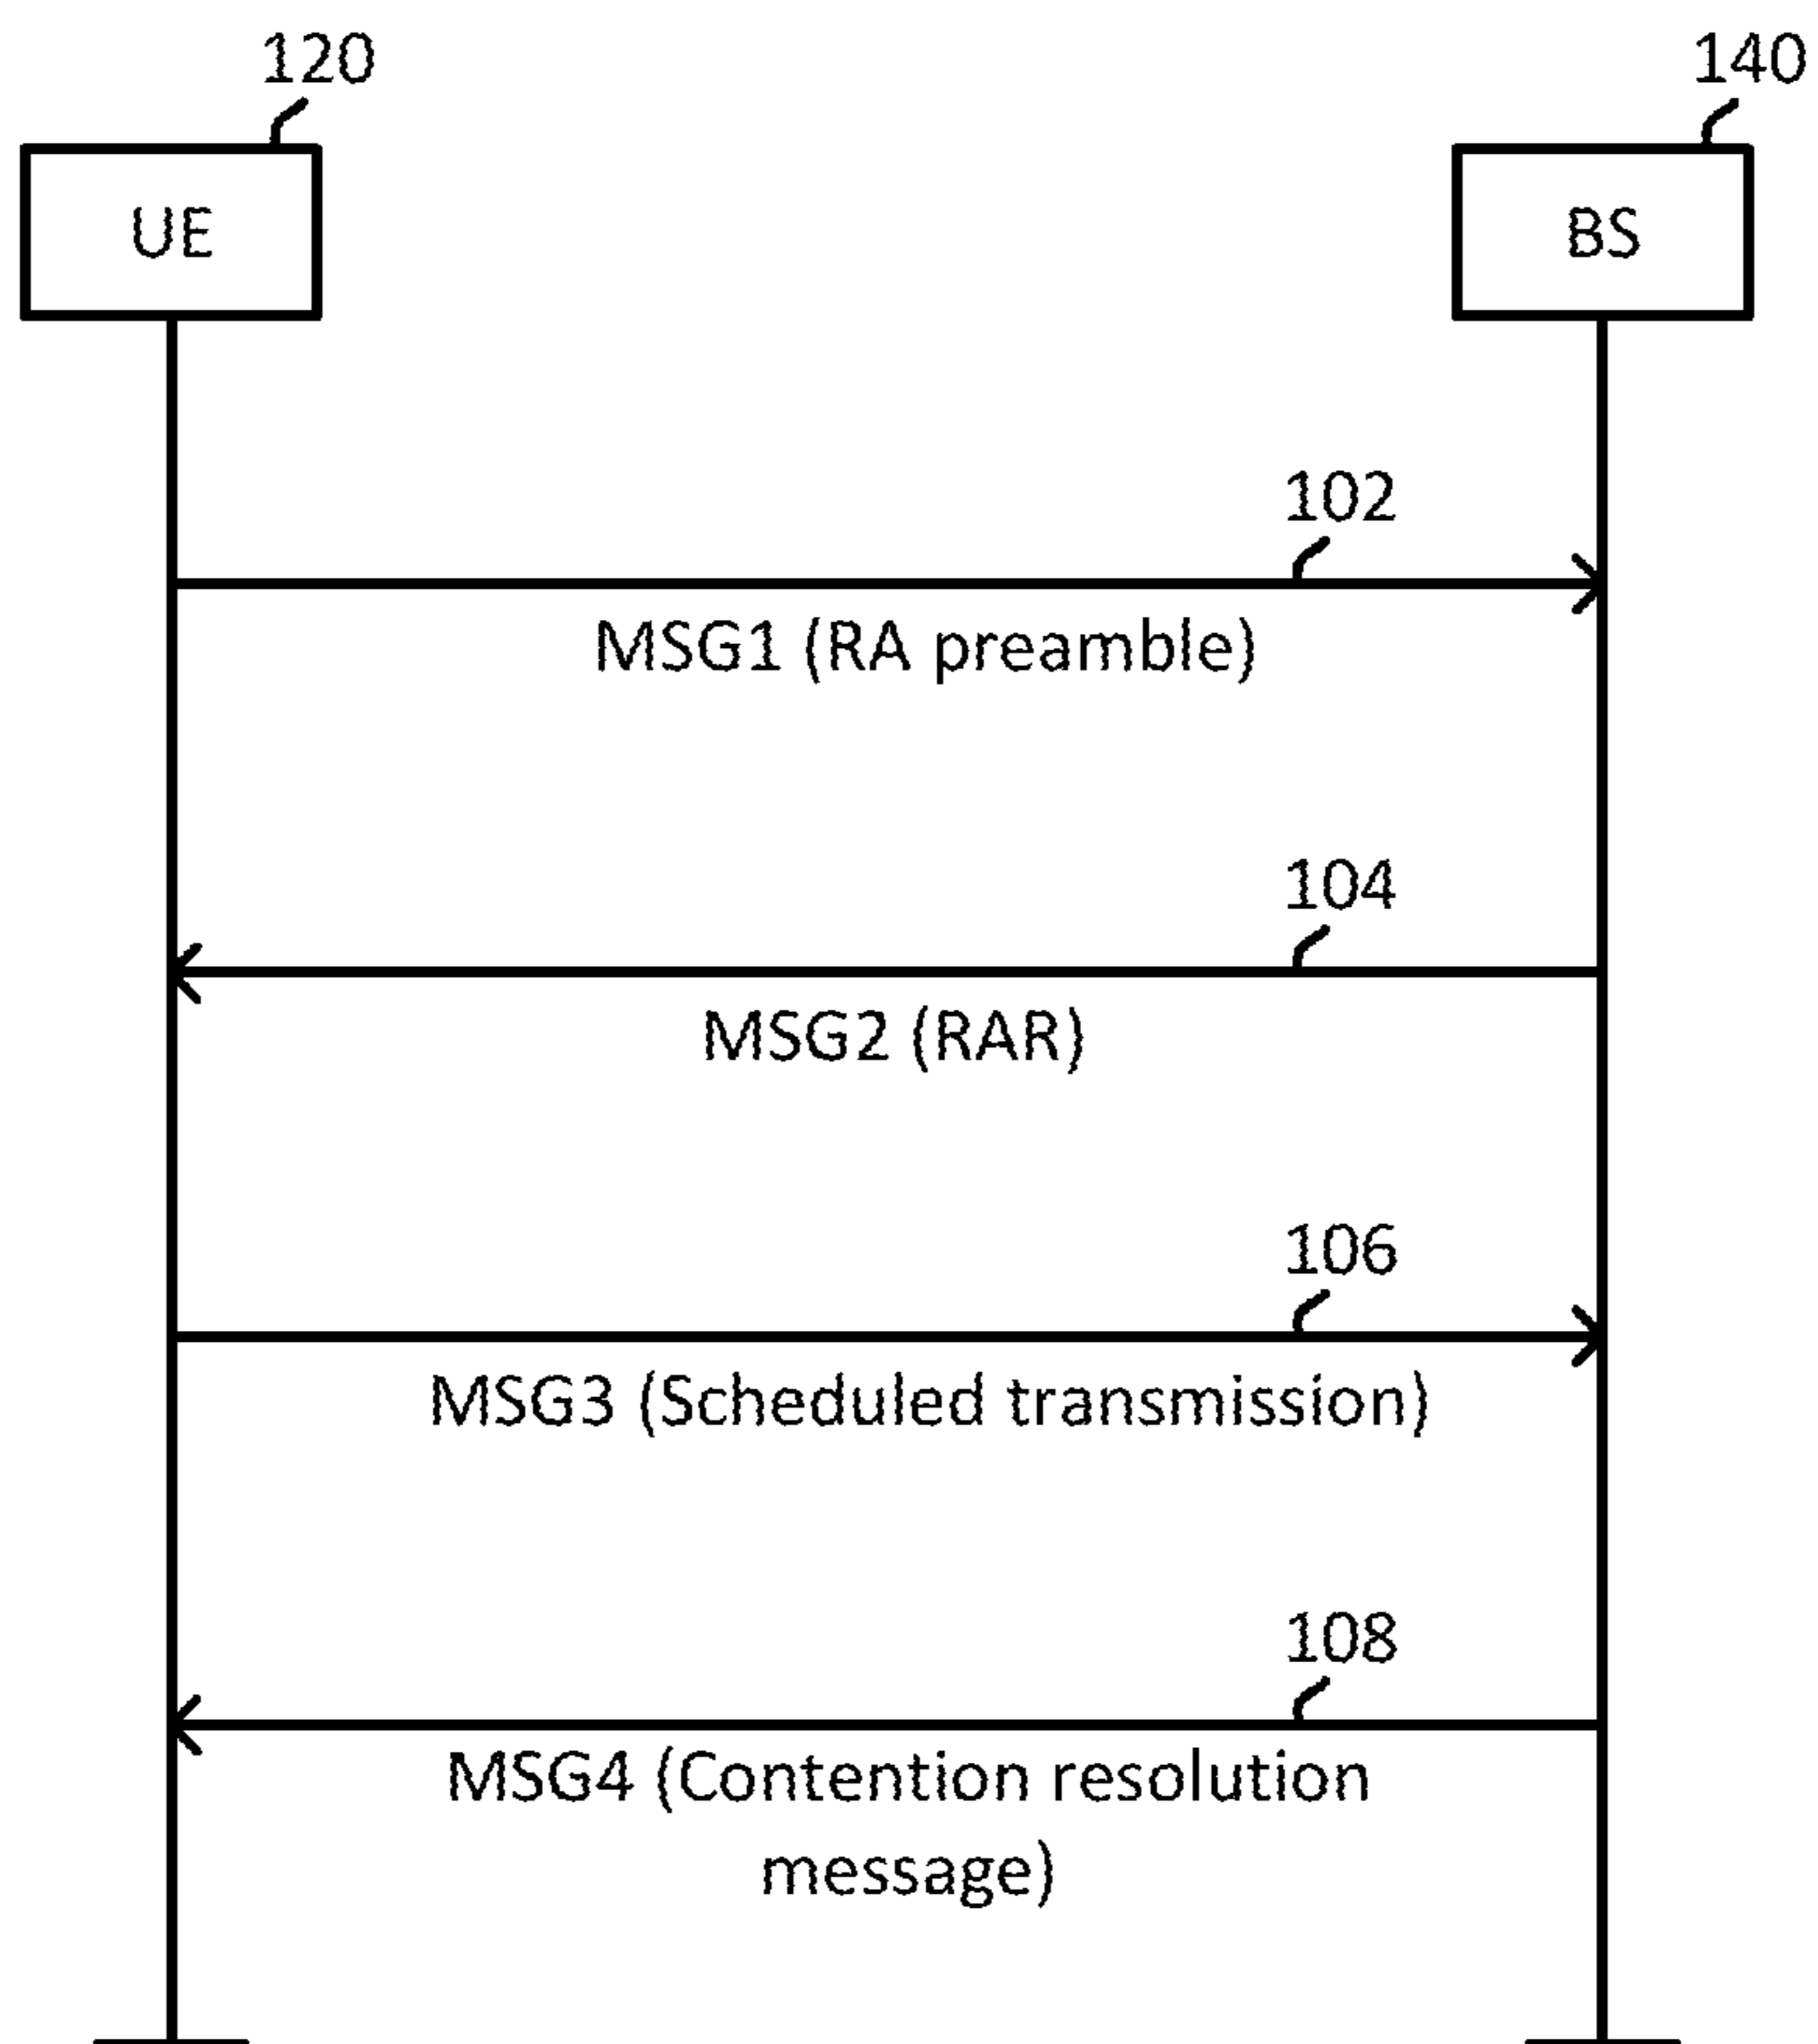 120
140
UE
BS
102
MSG1 (RA preamble)
104
MSG2 (RAR)
106
MSG3 (Scheduled transmission)
108
MSG4 (Contention resolution
message)